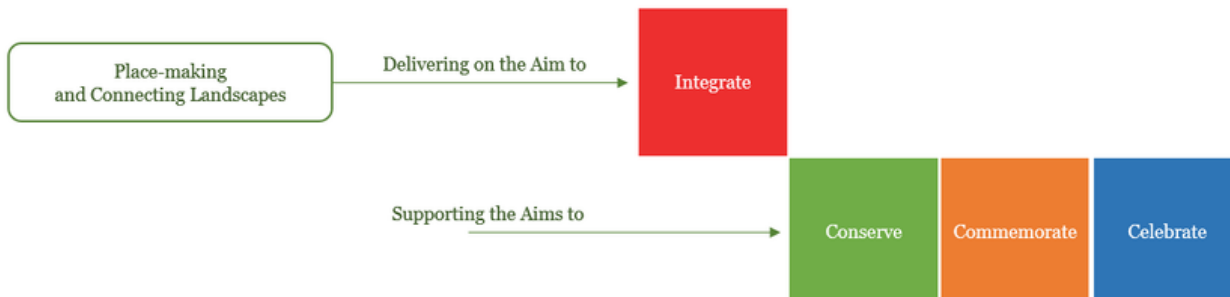 Place-making
and Connecting Landscapes
Delivering on the Aim to
Integrate
Supporting the Aims to
Conserve
Commemorate
Celebrate